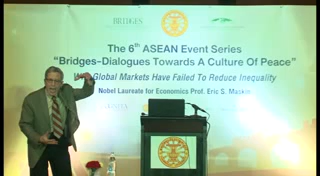 BRIDGES
The 6th ASEAN Event Series
"Bridges-Dialogues Towards A Culture Of Peace"
Global Markets Have Failed To Reduce Inequality
Nobel Laureate for Economics Prof. Eric S. Maskin